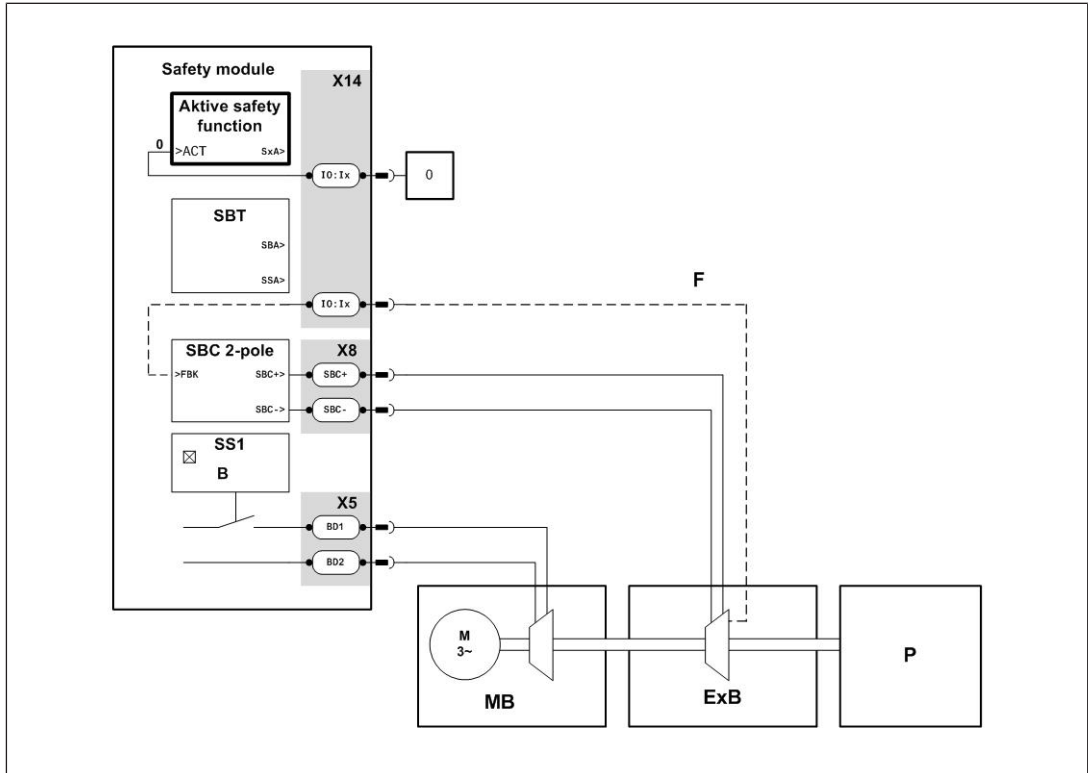 Safety module
X14
Aktive safety
function
0
>ACT
SxA>
IO:Ix
0
SBT
SBA>
SSA>
IO:Ix
F
SBC 2-pole
X8
>FBK
SBC+>
SBC+
SBC->
SBC-
SS1
B
X5
BD1
BD2
M
3~
MB
ExB
P